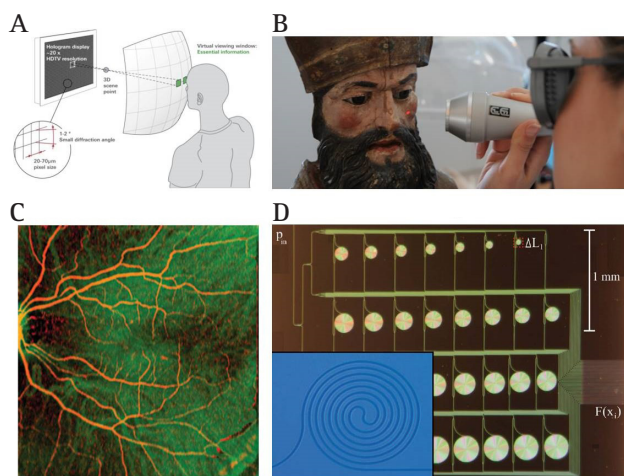 A
Hologram display
~20 x
HDTV resolution
3D
scene
point
Virtual viewing window:
Essential information
1-2 °
Small diffraction angle
20-70µm
pixel size
B
C
D
p_in
ΔL_1
1 mm
F(x_i)